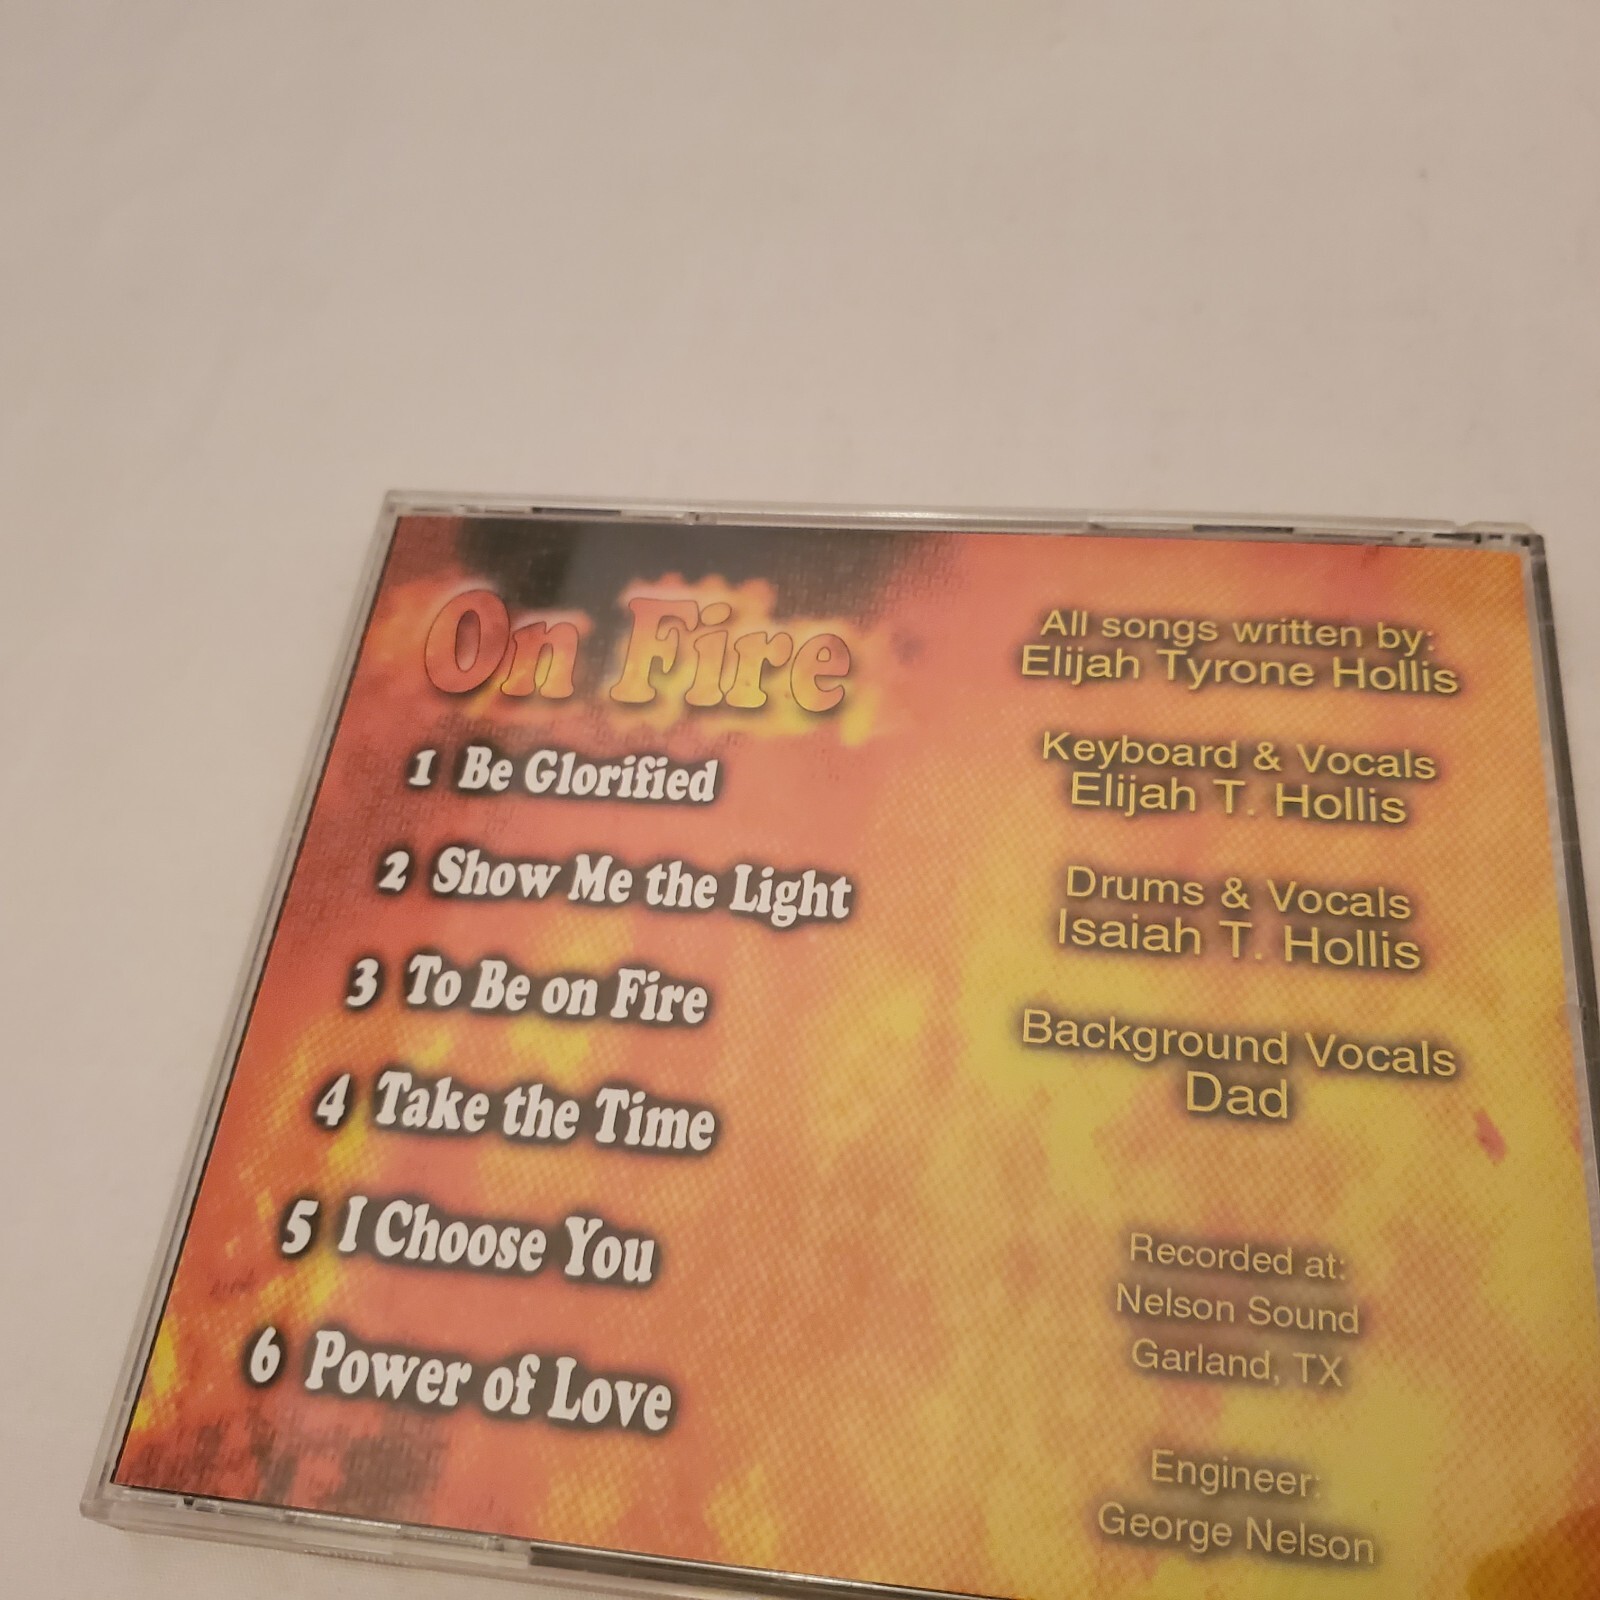 On Fire
1 Be Glorified
2 Show Me the Light
3 To Be on Fire
4 Take the Time
5 I Choose You
6 Power of Love
All songs written by:
Elijah Tyrone Hollis
Keyboard & Vocals
Elijah T. Hollis
Drums & Vocals
Isaiah T. Hollis
Background Vocals
Dad
Recorded at:
Nelson Sound
Garland, TX
Engineer:
George Nelson